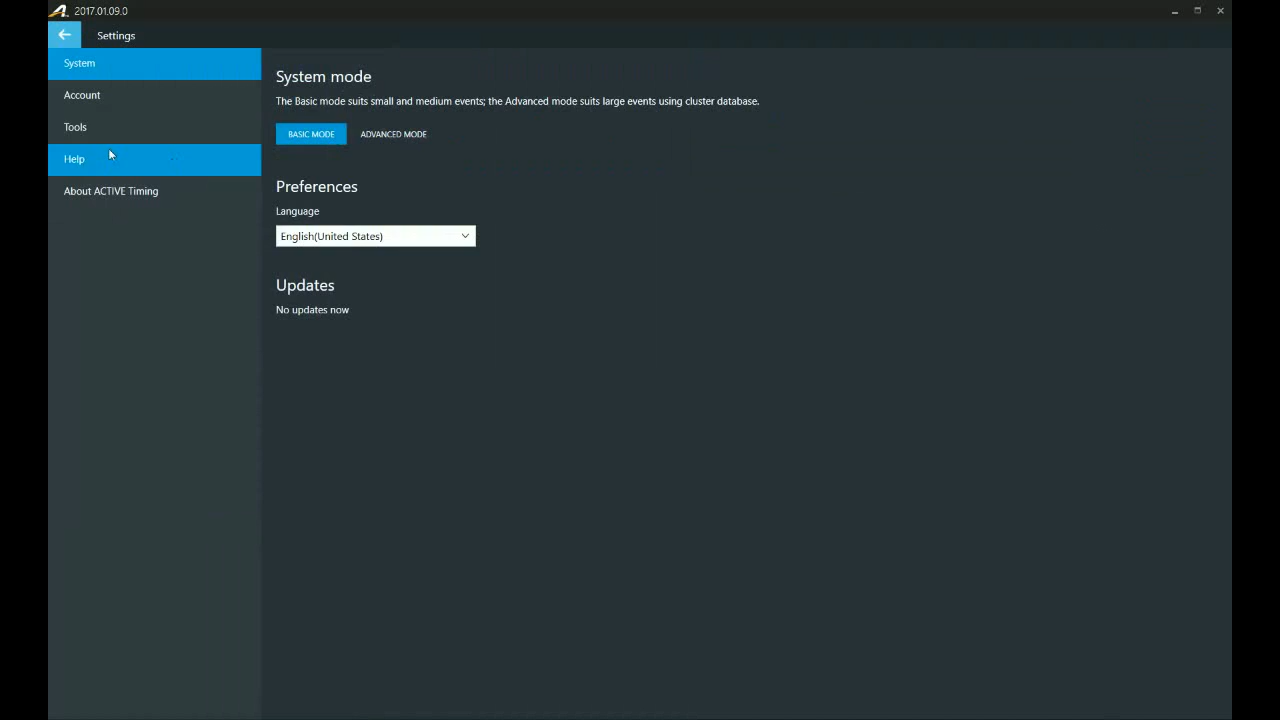 2017.01.09.0
Settings
System
Account
Tools
Help
About ACTIVE Timing
System mode
The Basic mode suits small and medium events; the Advanced mode suits large events using cluster database.
BASIC MODE ADVANCED MODE
Preferences
Language
English(United States)
Updates
No updates now